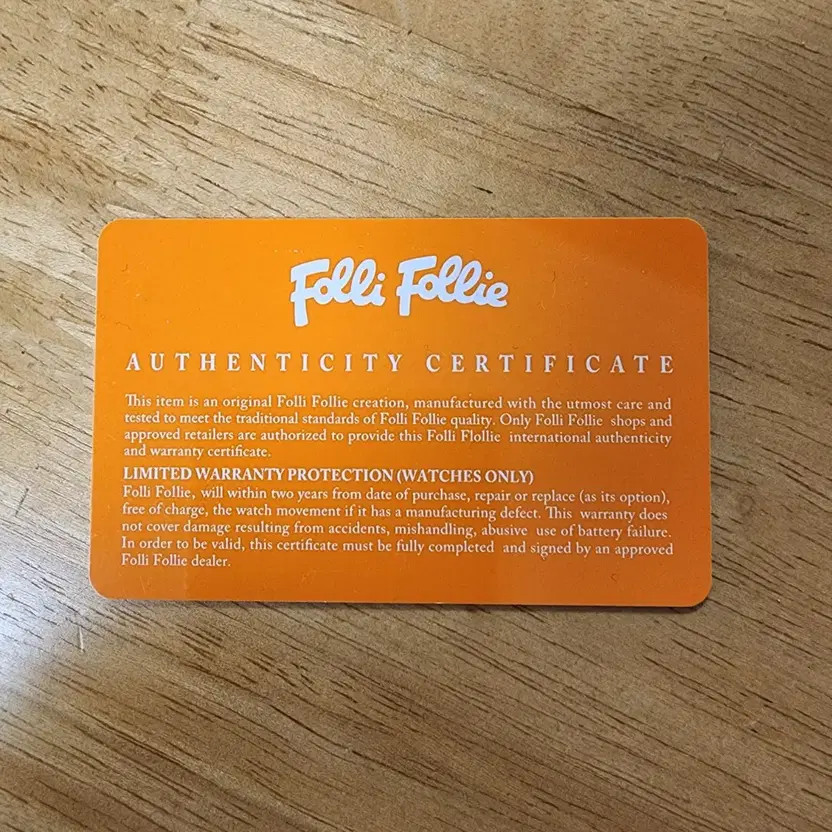 Folli Follie
AUTHENTICITY CERTIFICATE
This item is an original Folli Follie creation, manufactured with the utmost care and
tested to meet the traditional standards of Folli Follie quality. Only Folli Follie shops and
approved retailers are authorized to provide this Folli Flollie international authenticity
and warranty certificate.
LIMITED WARRANTY PROTECTION (WATCHES ONLY)
Folli Follie, will within two years from date of purchase, repair or replace (as its option),
free of charge, the watch movement if it has a manufacturing defect. This warranty does
not cover damage resulting from accidents, mishandling, abusive use of battery failure.
In order to be valid, this certificate must be fully completed and signed by an approved
Folli Follie dealer.